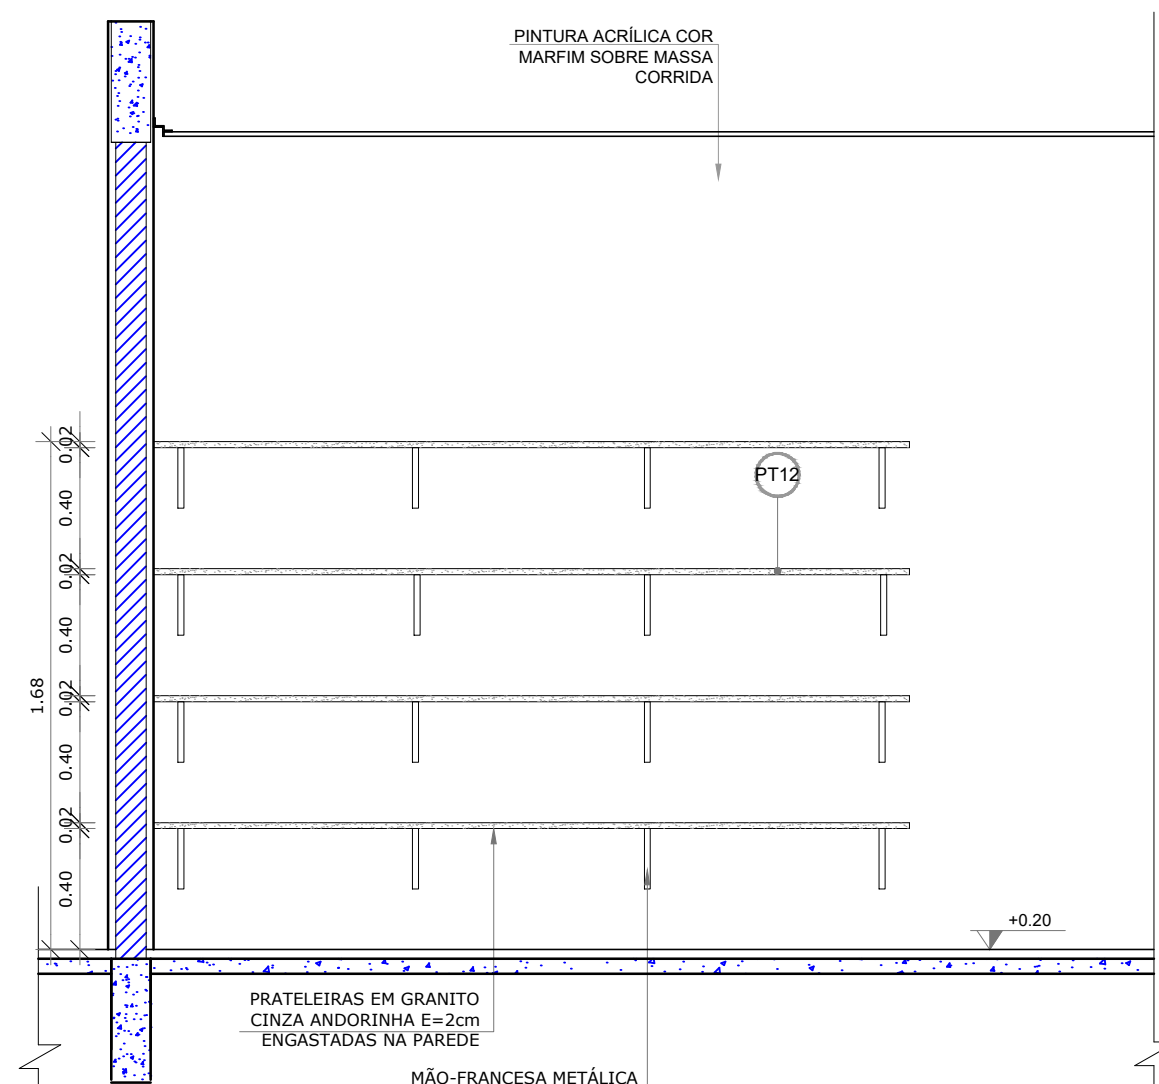 PINTURA ACRÍLICA COR
MARFIM SOBRE MASSA
CORRIDA
0.02
PT12
0.40
0.02
0.40
1.68
0.02
0.40
0.02
0.40
+0.20
PRATELEIRAS EM GRANITO
CINZA ANDORINHA E=2cm
ENGASTADAS NA PAREDE
MÃO-FRANCESA METÁLICA